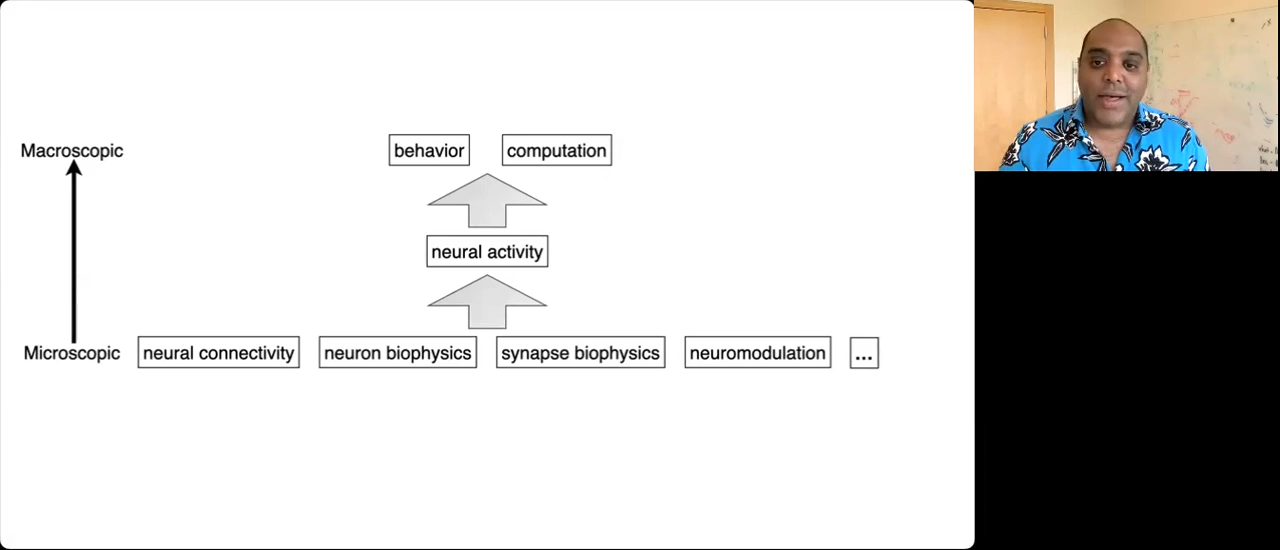 Macroscopic
behavior computation
neural activity
Microscopic neural connectivity neuron biophysics synapse biophysics neuromodulation ...